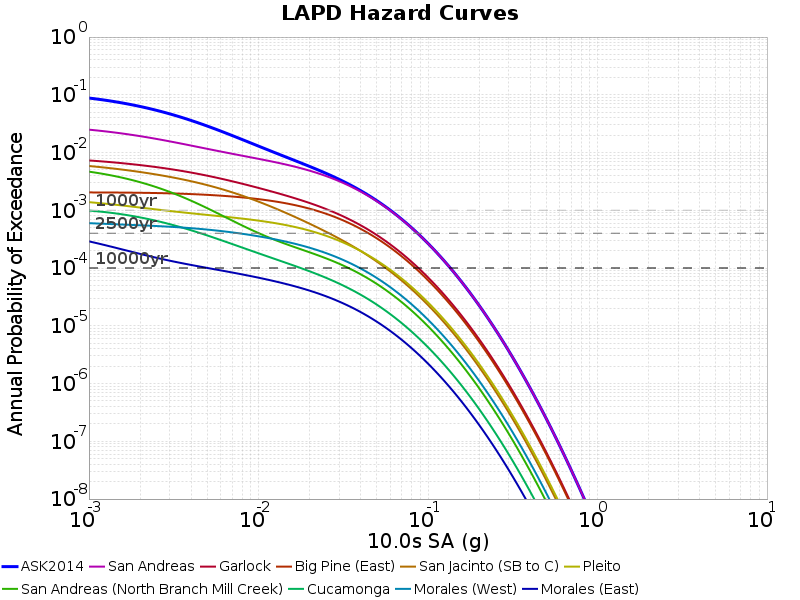 LAPD Hazard Curves
Annual Probability of Exceedance
10^0
10^-1
10^-2
10^-3
10^-4
10^-5
10^-6
10^-7
10^-8
1000yr
2500yr
10000yr
10^-3 10^-2 10^-1 10^0 10^1
10.0s SA (g)
ASK2014 San Andreas Garlock Big Pine (East) San Jacinto (SB to C) Pleito
San Andreas (North Branch Mill Creek) Cucamonga Morales (West) Morales (East)